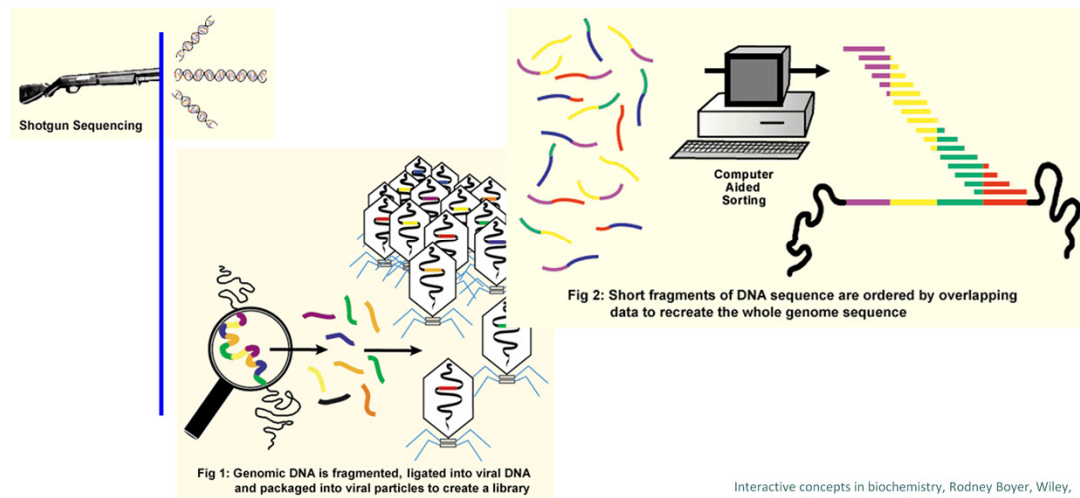 Shotgun Sequencing
Computer
Aided
Sorting
Fig 2: Short fragments of DNA sequence are ordered by overlapping
data to recreate the whole genome sequence
Fig 1: Genomic DNA is fragmented, ligated into viral DNA
and packaged into viral particles to create a library
Interactive concepts in biochemistry, Rodney Boyer, Wiley,